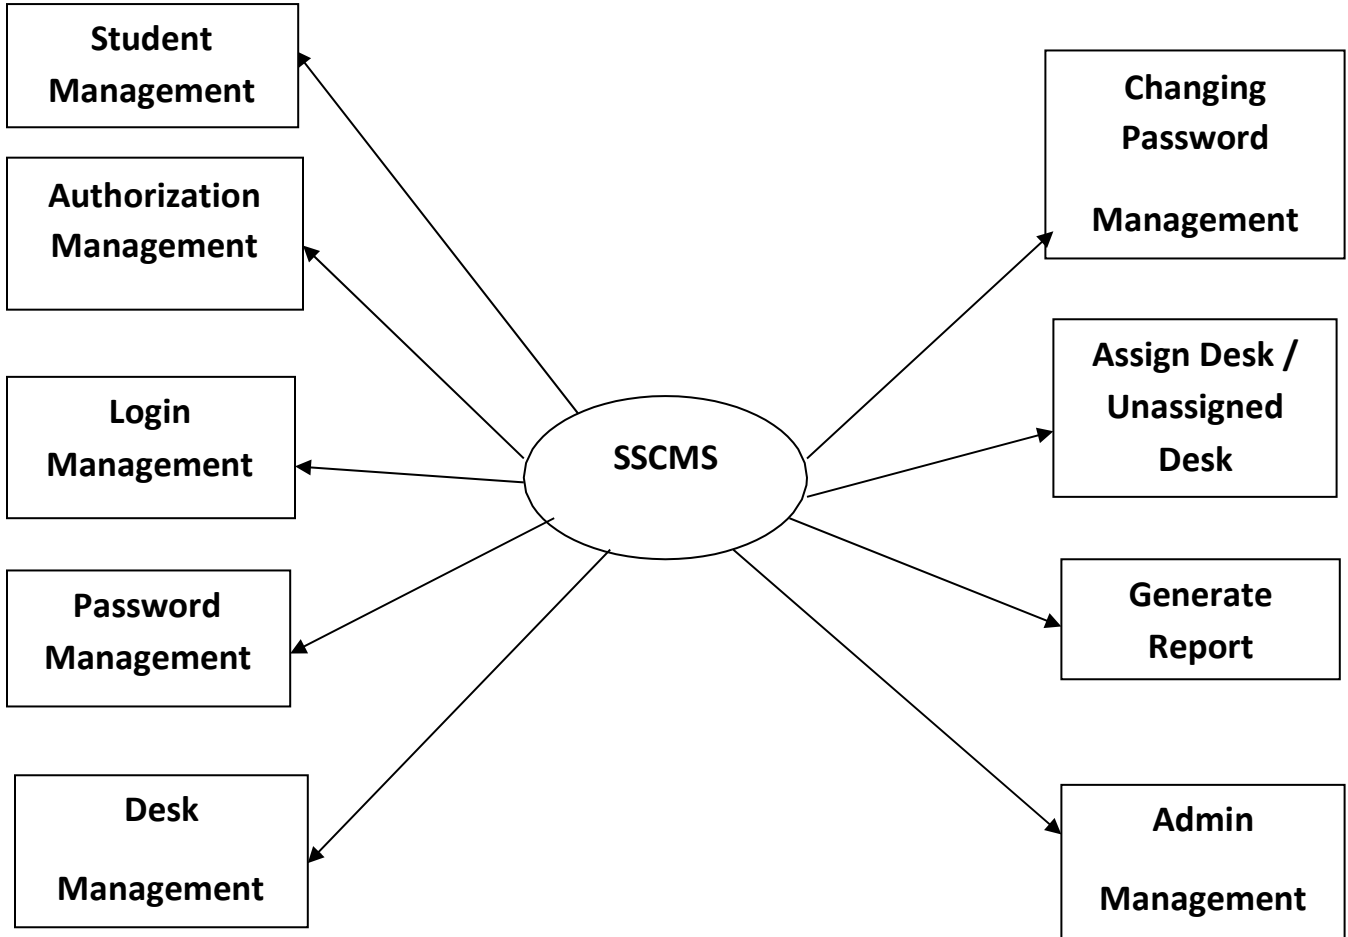 Student
Management
Authorization
Management
Login
Management
Password
Management
Desk
Management
SSCMS
Changing
Password
Management
Assign Desk /
Unassigned
Desk
Generate
Report
Admin
Management